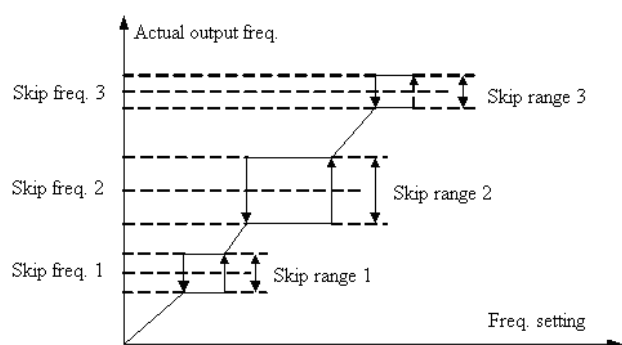 Actual output freq.
Skip freq. 3
Skip range 3
Skip freq. 2
Skip range 2
Skip freq. 1
Skip range 1
Freq. setting